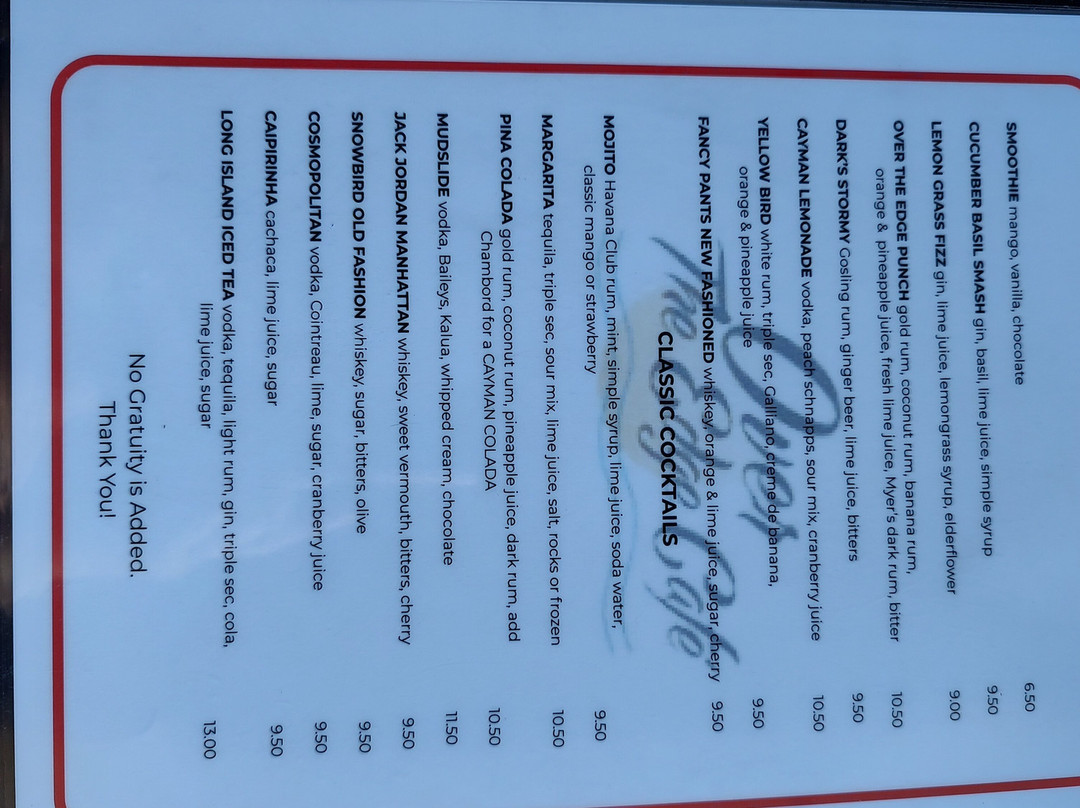 SMOOTHIE mango, vanilla, chocolate 6.50
CUCUMBER BASIL SMASH gin, basil, lime juice, simple syrup 9.50
LEMON GRASS FIZZ gin, lime juice, lemongrass syrup, elderflower 9.00
OVER THE EDGE PUNCH gold rum, coconut rum, banana rum,
orange & pineapple juice, fresh lime juice, Myer's dark rum, bitter 10.50
DARK'S STORMY Gosling rum, ginger beer, lime juice, bitters 9.50
CAYMAN LEMONADE vodka, peach schnapps, sour mix, cranberry juice 10.50
YELLOW BIRD white rum, triple sec, Galliano, creme de banana,
orange & pineapple juice 9.50
FANCY PANTS NEW FASHIONED whiskey, orange & lime juice, sugar, cherry 9.50
Over
The Edge Cafe
CLASSIC COCKTAILS
MOJITO Havana Club rum, mint, simple syrup, lime juice, soda water,
classic mango or strawberry 9.50
MARGARITA tequila, triple sec, sour mix, lime juice, salt, rocks or frozen 10.50
PINA COLADA gold rum, coconut rum, pineapple juice, dark rum, add
Chambord for a CAYMAN COLADA 10.50
MUDSLIDE vodka, Baileys, Kalua, whipped cream, chocolate 11.50
JACK JORDAN MANHATTAN whiskey, sweet vermouth, bitters, cherry 9.50
SNOWBIRD OLD FASHION whiskey, sugar, bitters, olive 9.50
COSMOPOLITAN vodka, Cointreau, lime, sugar, cranberry juice 9.50
CAIPIRINHA cachaca, lime juice, sugar 9.50
LONG ISLAND ICED TEA vodka, tequila, light rum, gin, triple sec, cola,
lime juice, sugar 13.00
No Gratuity is Added.
Thank You!